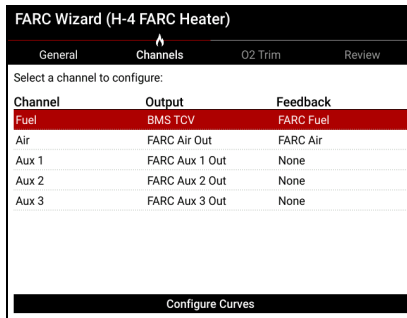 FARC Wizard (H-4 FARC Heater)
General Channels O2 Trim Review
Select a channel to configure:
Channel Output Feedback
Fuel BMS TCV FARC Fuel
Air FARC Air Out FARC Air
Aux 1 FARC Aux 1 Out None
Aux 2 FARC Aux 2 Out None
Aux 3 FARC Aux 3 Out None
Configure Curves